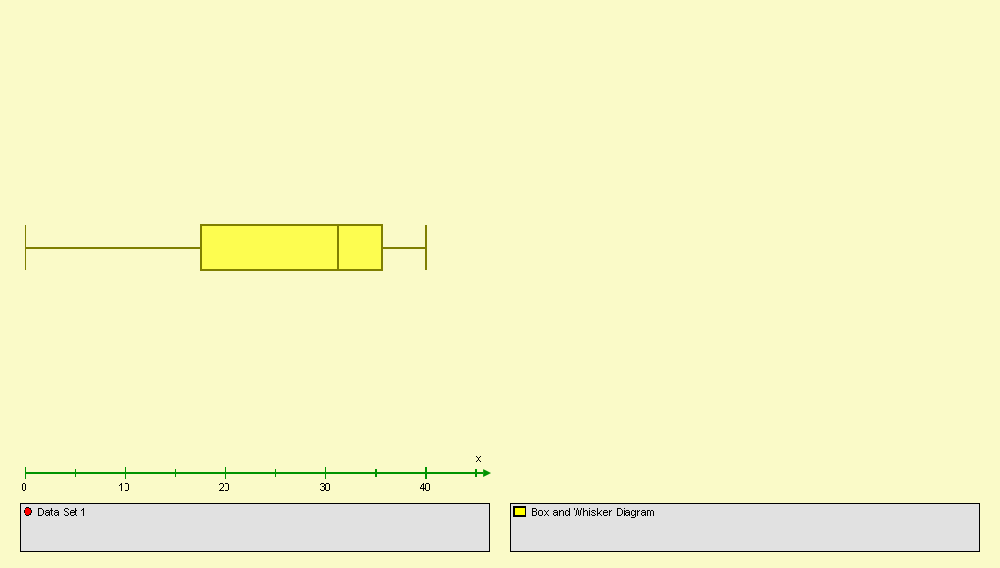 x
0 10 20 30 40
Data Set 1
Box and Whisker Diagram